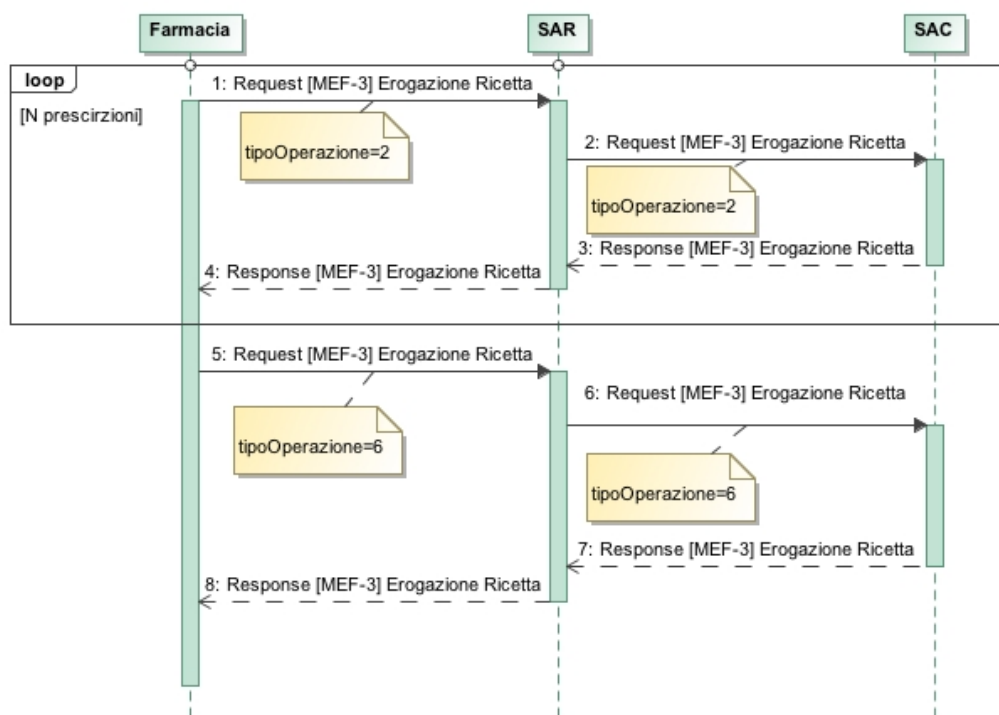 Farmacia
SAR
SAC
loop
[N prescirzioni]
1: Request [MEF-3] Erogazione Ricetta
tipoOperazione=2
2: Request [MEF-3] Erogazione Ricetta
tipoOperazione=2
3: Response [MEF-3] Erogazione Ricetta
4: Response [MEF-3] Erogazione Ricetta
5: Request [MEF-3] Erogazione Ricetta
6: Request [MEF-3] Erogazione Ricetta
tipoOperazione=6
tipoOperazione=6
7: Response [MEF-3] Erogazione Ricetta
8: Response [MEF-3] Erogazione Ricetta